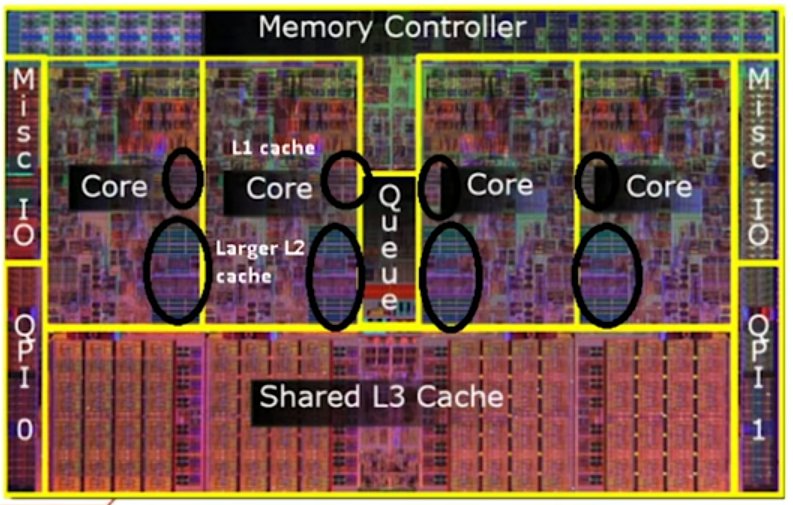 Memory Controller
Misc IO
Misc IO
L1 cache
Core
Core
Core
Core
Queue
Larger L2
cache
QPI 0
QPI 1
Shared L3 Cache